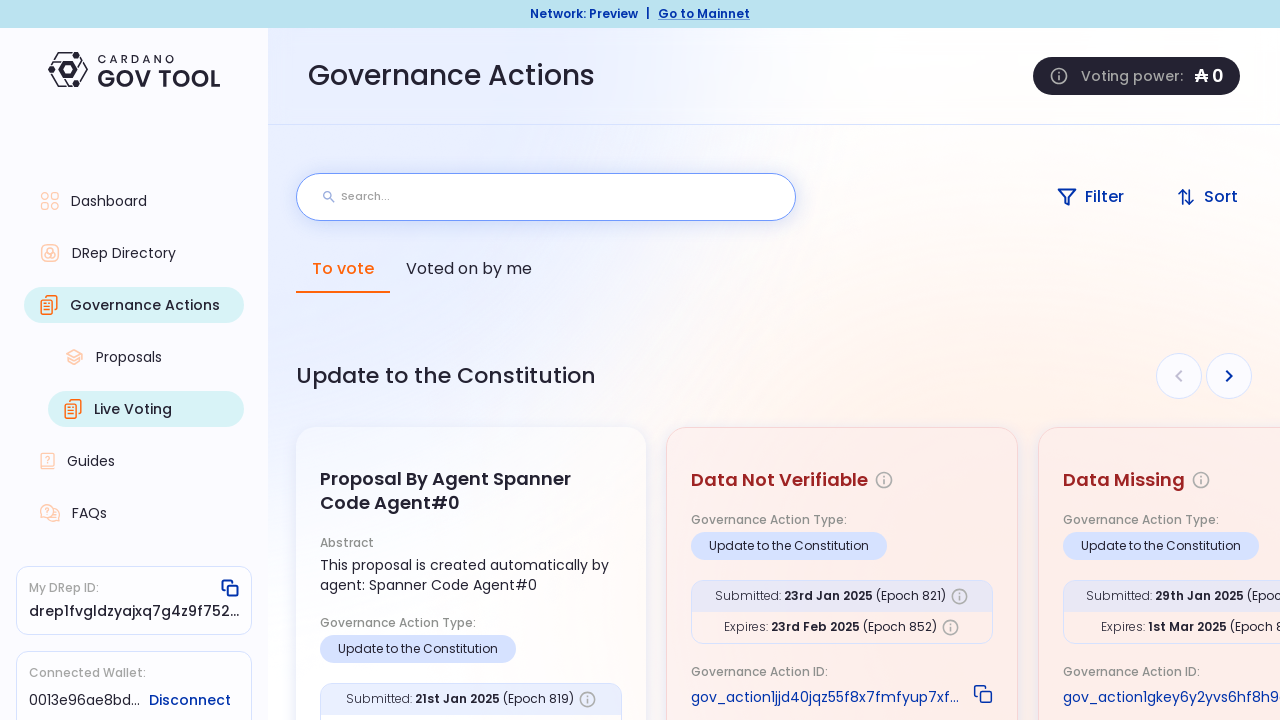 Network: Preview | Go to Mainnet
CARDANO
GOV TOOL
Governance Actions
Voting power: ₳ 0
Dashboard
DRep Directory
Governance Actions
Proposals
Live Voting
Guides
FAQs
My DRep ID:
drep1fvgldzyajxq7g4z9f752...
Connected Wallet:
0013e96ae8bd... Disconnect
Search...
Filter
Sort
To vote
Voted on by me
Update to the Constitution
Proposal By Agent Spanner
Code Agent#0
Abstract
This proposal is created automatically by
agent: Spanner Code Agent#0
Governance Action Type:
Update to the Constitution
Submitted: 21st Jan 2025 (Epoch 819)
Data Not Verifiable
Governance Action Type:
Update to the Constitution
Submitted: 23rd Jan 2025 (Epoch 821)
Expires: 23rd Feb 2025 (Epoch 852)
Governance Action ID:
gov_action1jjd40jqz55f8x7fmfyup7xf...
Data Missing
Governance Action Type:
Update to the Constitution
Submitted: 29th Jan 2025 (Epoc
Expires: 1st Mar 2025 (Epoch 8
Governance Action ID:
gov_action1gkey6y2yvs6hf8h9